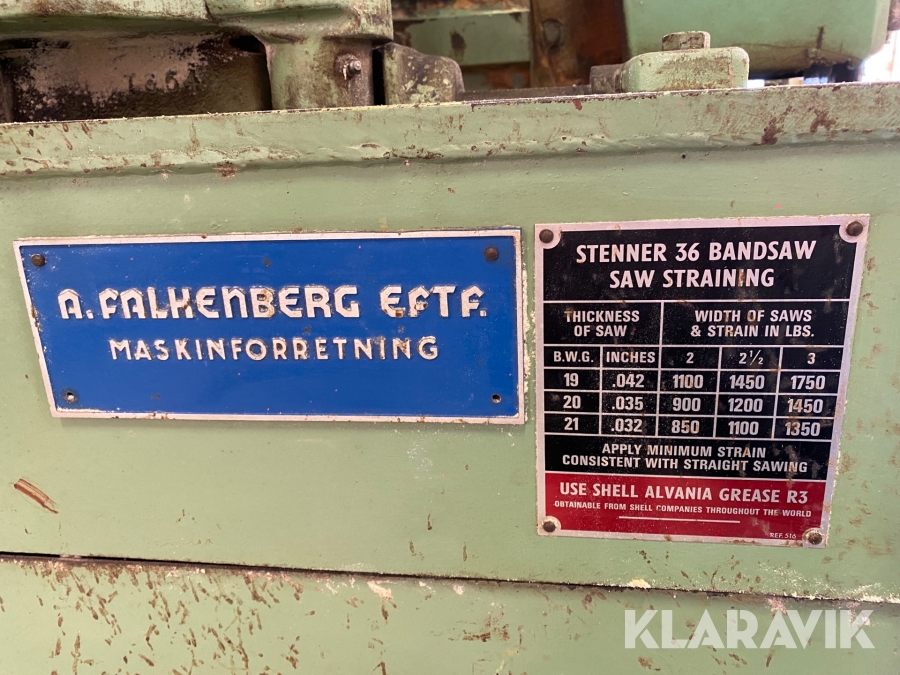 A. FALKENBERG EFTF.
MASKINFORRETNING
STENNER 36 BANDSAW
SAW STRAINING
THICKNESS OF SAW
WIDTH OF SAWS & STRAIN IN LBS.
B.W.G. INCHES 2 2½ 3
19 .042 1100 1450 1750
20 .035 900 1200 1450
21 .032 850 1100 1350
APPLY MINIMUM STRAIN
CONSISTENT WITH STRAIGHT SAWING
USE SHELL ALVANIA GREASE R3
OBTAINABLE FROM SHELL COMPANIES THROUGHOUT THE WORLD
REF. 516
KLARAVIK